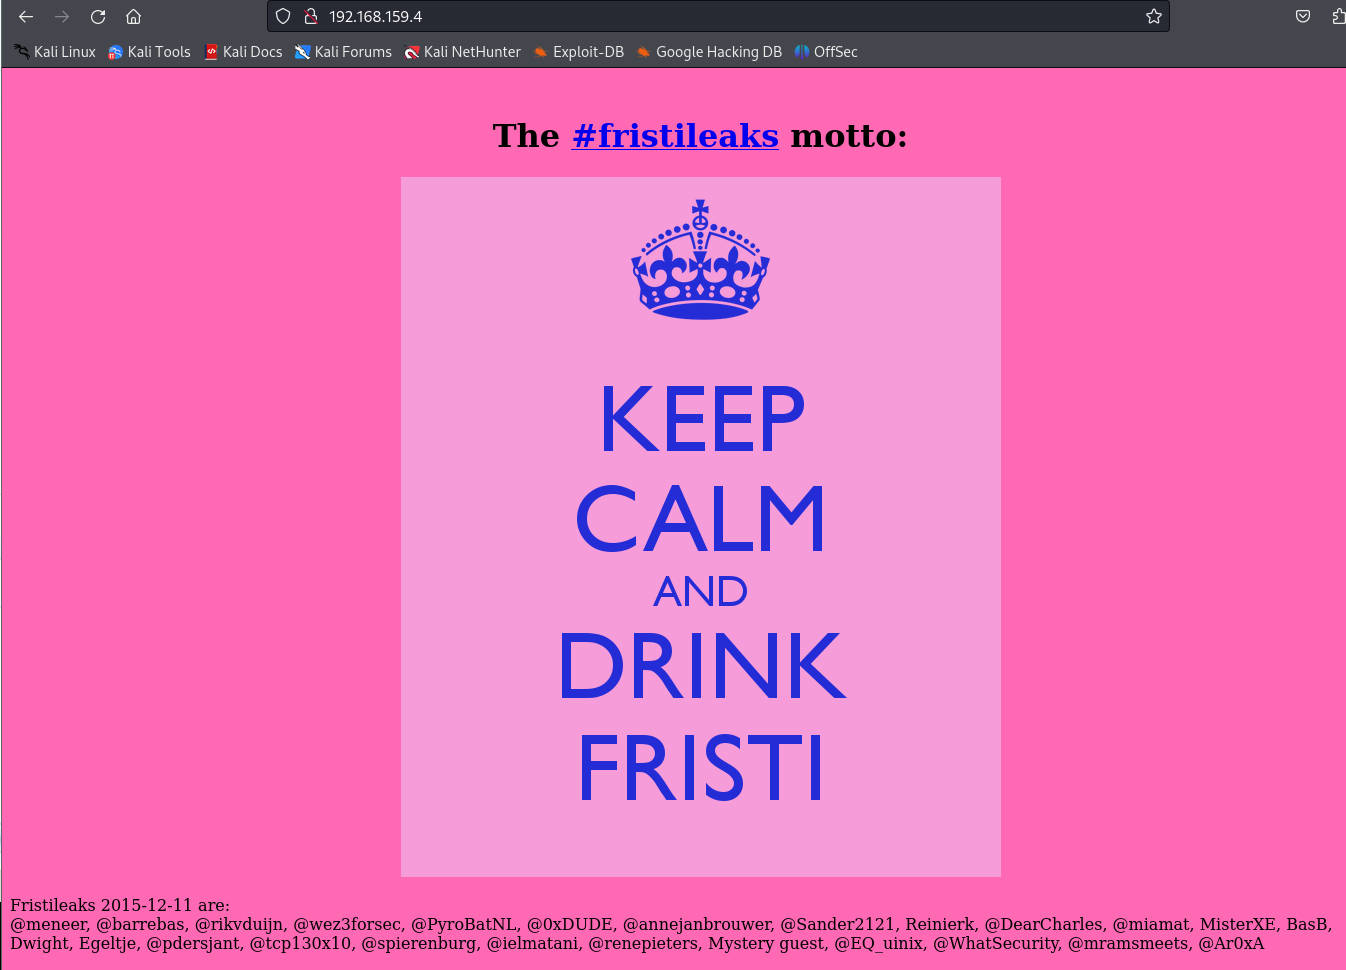 192.168.159.4
Kali Linux Kali Tools Kali Docs Kali Forums Kali NetHunter Exploit-DB Google Hacking DB OffSec
The #fristileaks motto:
KEEP
CALM
AND
DRINK
FRISTI
Fristileaks 2015-12-11 are:
@meneer, @barrebas, @rikvduijn, @wez3forsec, @PyroBatNL, @0xDUDE, @annejanbrouwer, @Sander2121, Reinierk, @DearCharles, @miamat, MisterXE, BasB,
Dwight, Egeltje, @pdersjant, @tcp130x10, @spierenburg, @ielmatani, @renepieters, Mystery guest, @EQ_uinix, @WhatSecurity, @mramsmeets, @Ar0xA